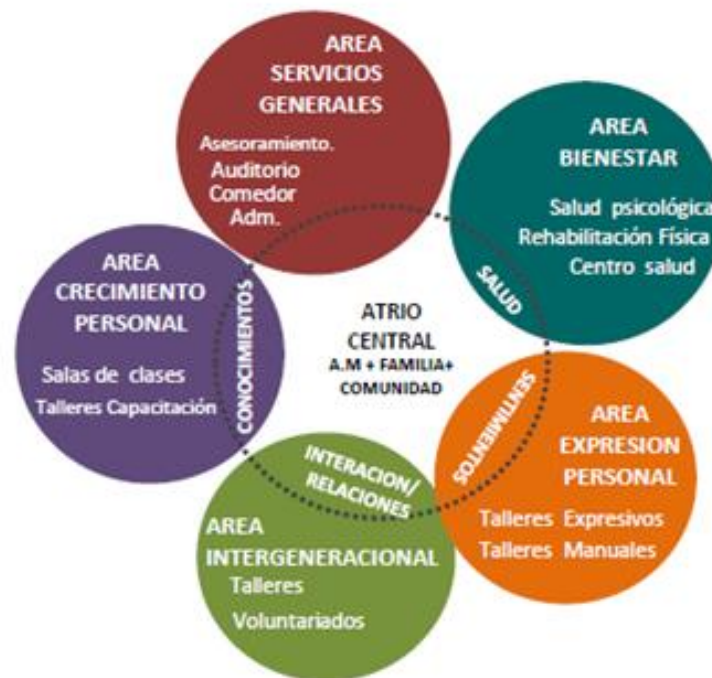 AREA
SERVICIOS
GENERALES
Asesoramiento.
Auditorio
Comedor
Adm.
AREA
BIENESTAR
Salud psicológica
Rehabilitación Física
Centro salud
SALUD
AREA
CRECIMIENTO
PERSONAL
Salas de clases
Talleres Capacitación
CONOCIMIENTOS
ATRIO
CENTRAL
A.M + FAMILIA+
COMUNIDAD
SENTIMIENTOS
AREA
EXPRESION
PERSONAL
Talleres Expresivos
Talleres Manuales
INTERACION/
RELACIONES
AREA
INTERGENERACIONAL
Talleres
Voluntariados